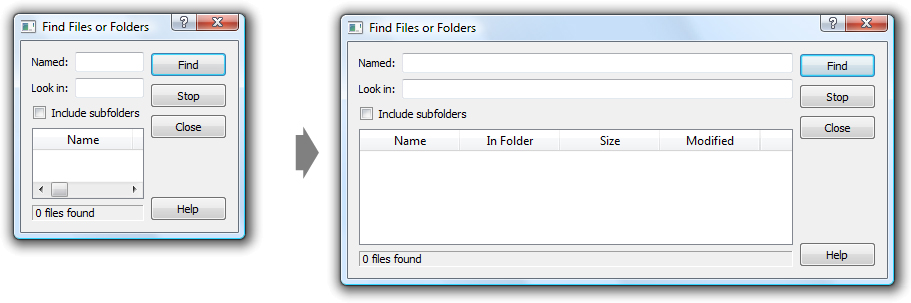 Find Files or Folders
?
Named:
Find
Look in:
Stop
Include subfolders
Close
Name
0 files found
Help
Find Files or Folders
?
Named:
Find
Look in:
Stop
Include subfolders
Close
Name In Folder Size Modified
0 files found
Help